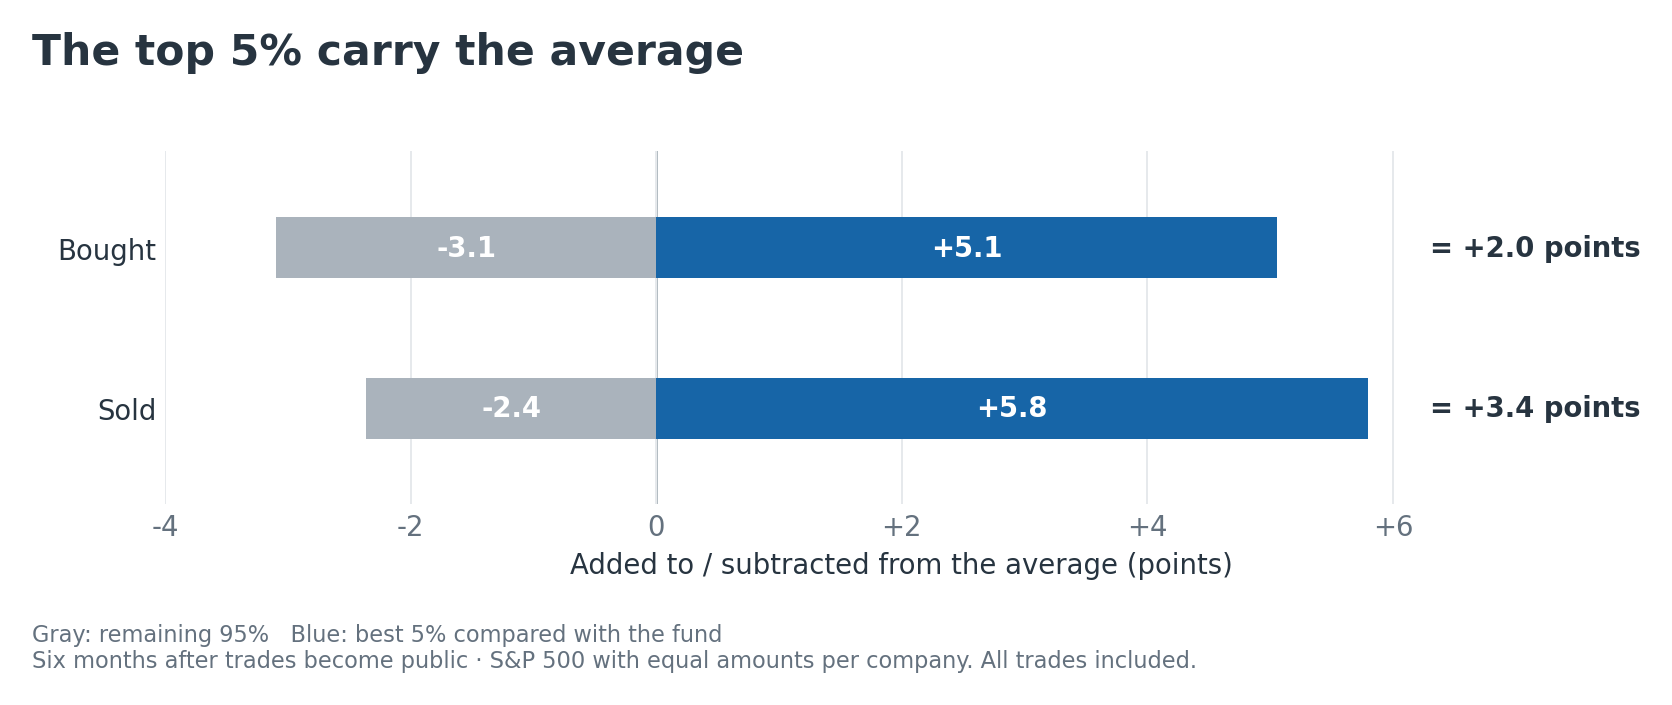 The top 5% carry the average
Bought
-3.1
+5.1
= +2.0 points
Sold
-2.4
+5.8
= +3.4 points
-4
-2
0
+2
+4
+6
Added to / subtracted from the average (points)
Gray: remaining 95%   Blue: best 5% compared with the fund
Six months after trades become public · S&P 500 with equal amounts per company. All trades included.